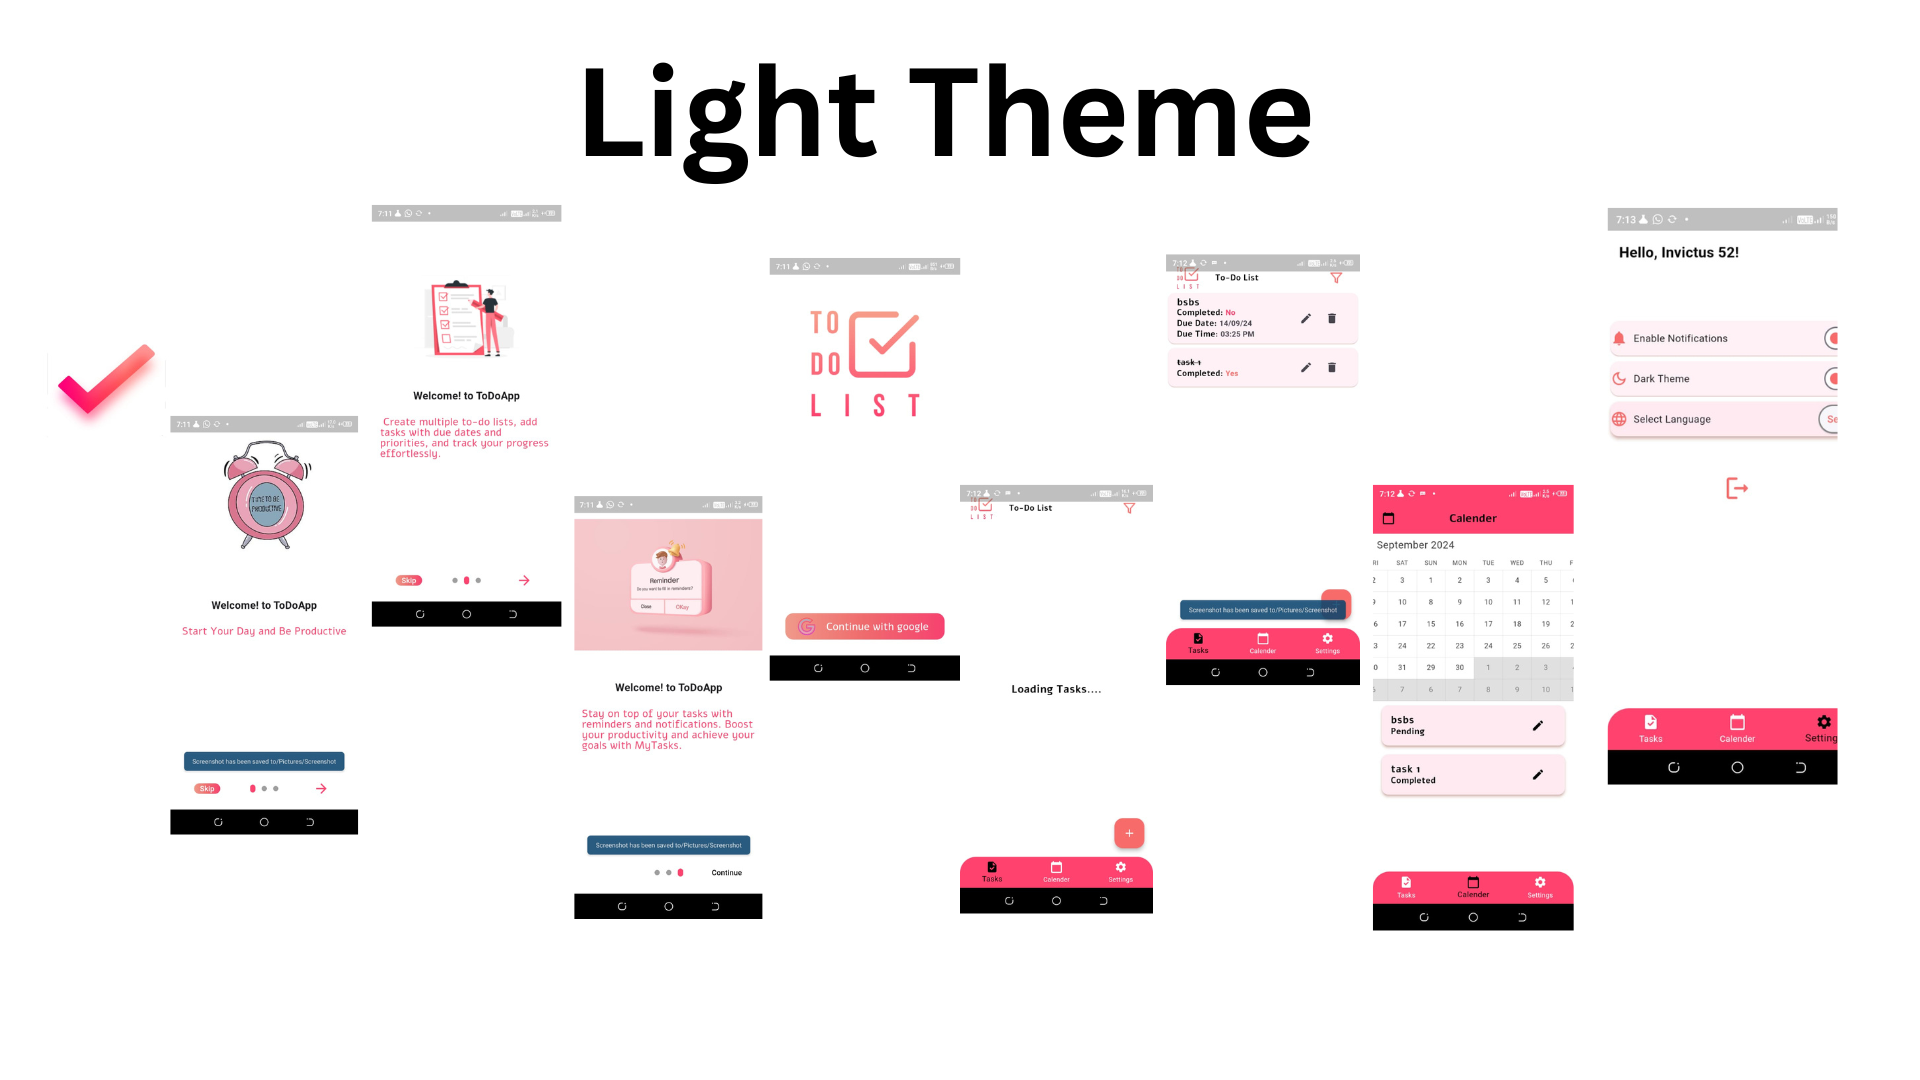 Light Theme
7:11
TIME TO BE
PRODUCTIVE
Welcome! to ToDoApp
Start Your Day and Be Productive
Screenshot has been saved to/Pictures/Screenshot
Skip
7:11
Welcome! to ToDoApp
Create multiple to-do lists, add
tasks with due dates and
priorities, and track your progress
effortlessly.
Skip
7:11
Reminder
Do you want to fill in reminders?
Close
OKay
Welcome! to ToDoApp
Stay on top of your tasks with
reminders and notifications. Boost
your productivity and achieve your
goals with MyTasks.
Screenshot has been saved to/Pictures/Screenshot
Continue
7:11
TO
DO
LIST
Continue with google
7:12
DO
LIST
To-Do List
Loading Tasks....
+
Tasks
Calender
Settings
7:12
DO
LIST
To-Do List
bsbs
Completed: No
Due Date: 14/09/24
Due Time: 03:25 PM
task 1
Completed: Yes
Screenshot has been saved to/Pictures/Screenshot
Tasks
Calender
Settings
7:12
Calender
September 2024
RI SAT SUN MON TUE WED THU F
2 3 1 2 3 4 5
10 8 9 10 11 12 1
6 17 15 16 17 18 19 2
3 24 22 23 24 25 26 2
0 31 29 30 1 2 3
7 6 7 8 9 10 1
bsbs
Pending
task 1
Completed
Tasks
Calender
Settings
7:13
Hello, Invictus 52!
Enable Notifications
Dark Theme
Select Language
Se
Tasks
Calender
Setting